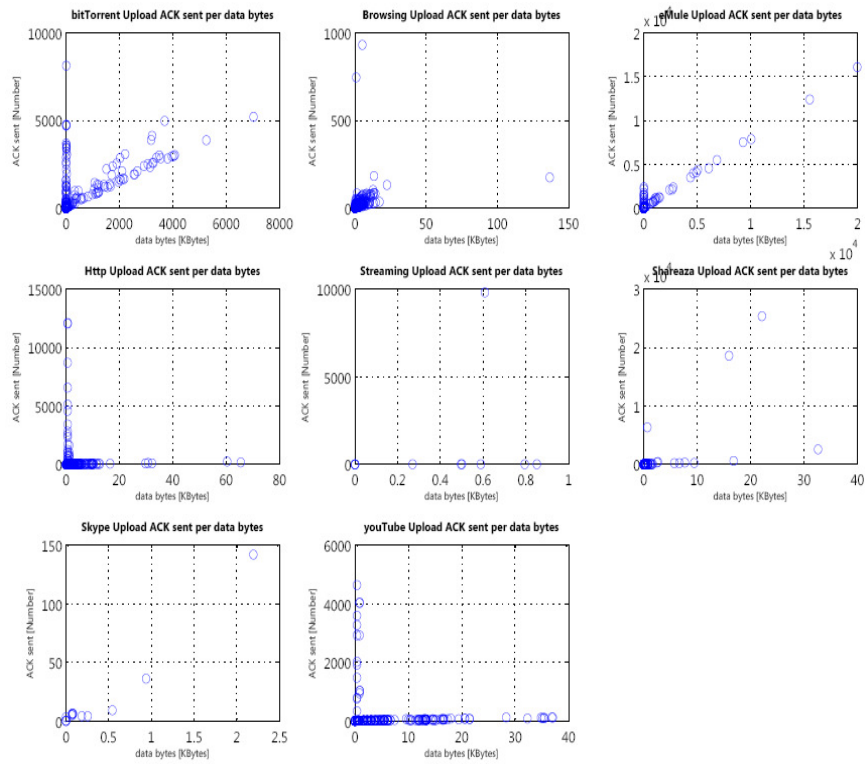 bitTorrent Upload ACK sent per data bytes
10000
5000
0
ACK sent [Number]
0 2000 4000 6000 8000
data bytes [KBytes]
Browsing Upload ACK sent per data bytes
1000
500
0
ACK sent [Number]
0 50 100 150
data bytes [KBytes]
x 10^4
eMule Upload ACK sent per data bytes
2
1.5
1
0.5
0
ACK sent [Number]
0 0.5 1 1.5 2
data bytes [KBytes]
x 10^4
Http Upload ACK sent per data bytes
15000
10000
5000
0
ACK sent [Number]
0 20 40 60 80
data bytes [KBytes]
Streaming Upload ACK sent per data bytes
10000
5000
0
ACK sent [Number]
0 0.2 0.4 0.6 0.8 1
data bytes [KBytes]
x 10^4
Shareaza Upload ACK sent per data bytes
3
2
1
0
ACK sent [Number]
0 10 20 30 40
data bytes [KBytes]
Skype Upload ACK sent per data bytes
150
100
50
0
ACK sent [Number]
0 0.5 1 1.5 2 2.5
data bytes [KBytes]
youTube Upload ACK sent per data bytes
6000
4000
2000
0
ACK sent [Number]
0 10 20 30 40
data bytes [KBytes]